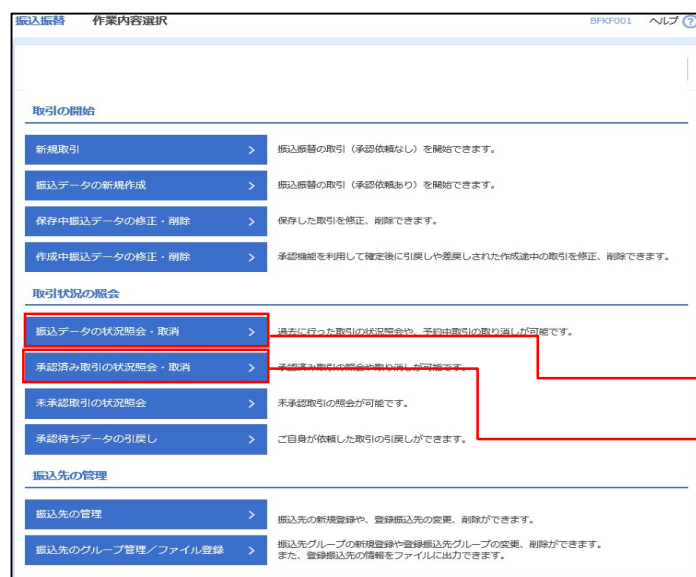 振込振替 作業内容選択 BFKF001 ヘルプ ?
取引の開始
新規取引 > 振込振替の取引（承認依頼なし）を開始できます。
振込データの新規作成 > 振込振替の取引（承認依頼あり）を開始できます。
保存中振込データの修正・削除 > 保存した取引を修正、削除できます。
作成中振込データの修正・削除 > 承認機能を利用して確定後に引戻しや差戻しされた作成途中の取引を修正、削除できます。
取引状況の照会
振込データの状況照会・取消 > 過去に行った取引の状況照会や、予約中取引の取り消しが可能です。
承認済み取引の状況照会・取消 > 承認済み取引の照会や取り消しが可能です。
未承認取引の状況照会 > 未承認取引の照会が可能です。
承認待ちデータの引戻し > ご自身が依頼した取引の引戻しができます。
振込先の管理
振込先の管理 > 振込先の新規登録や、登録振込先の変更、削除ができます。
振込先のグループ管理／ファイル登録 > 振込先グループの新規登録や登録振込先グループの変更、削除ができます。
また、登録振込先の情報をファイルに出力できます。